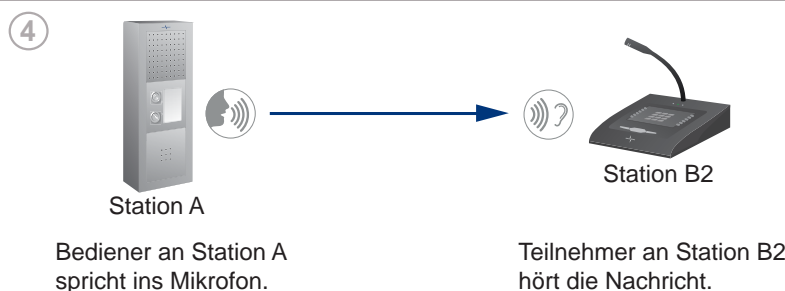 4
Station A
Station B2
Bediener an Station A
spricht ins Mikrofon.
Teilnehmer an Station B2
hört die Nachricht.